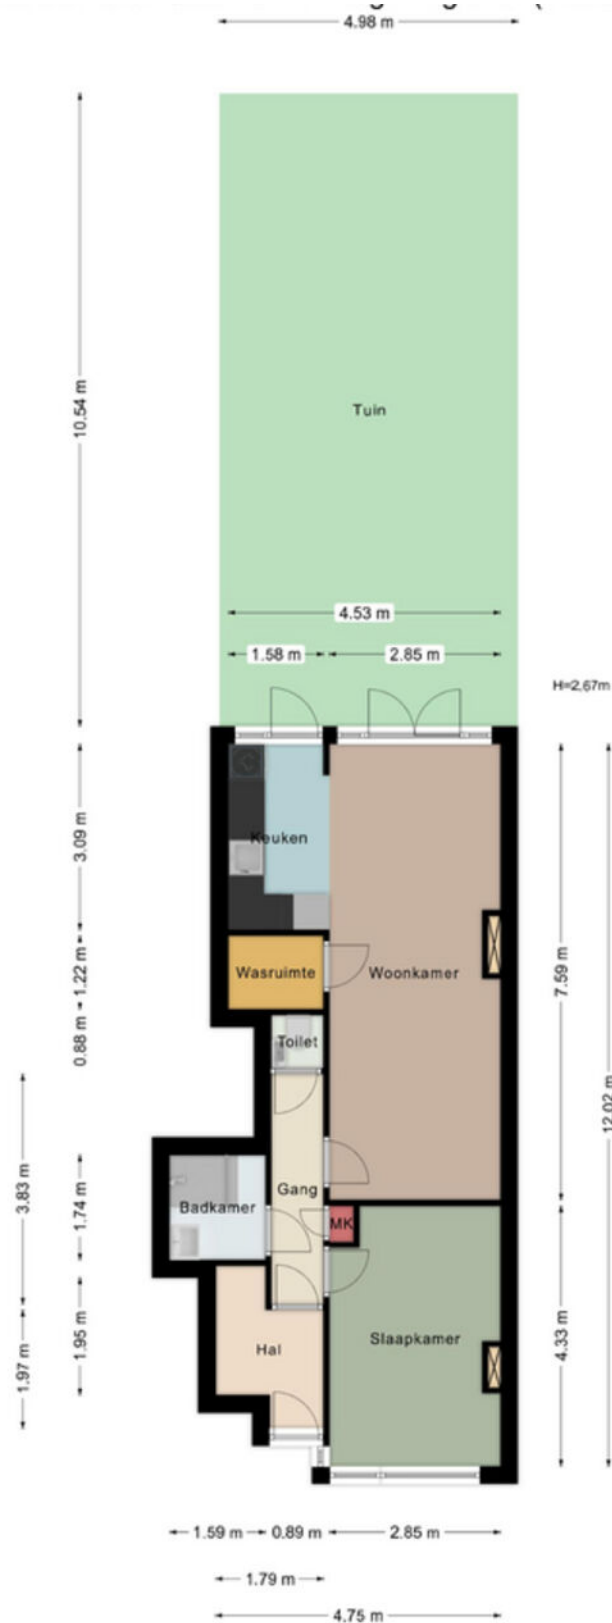 4.98 m
10.54 m
Tuin
4.53 m
1.58 m
2.85 m
H=2,67m
3.09 m
Keuken
1.22 m
Wasruimte
Woonkamer
7.59 m
0.88 m
Toilet
12.02 m
3.83 m
1.74 m
Badkamer
Gang
MK
Slaapkamer
4.33 m
1.95 m
Hal
1.97 m
1.59 m
0.89 m
2.85 m
1.79 m
4.75 m